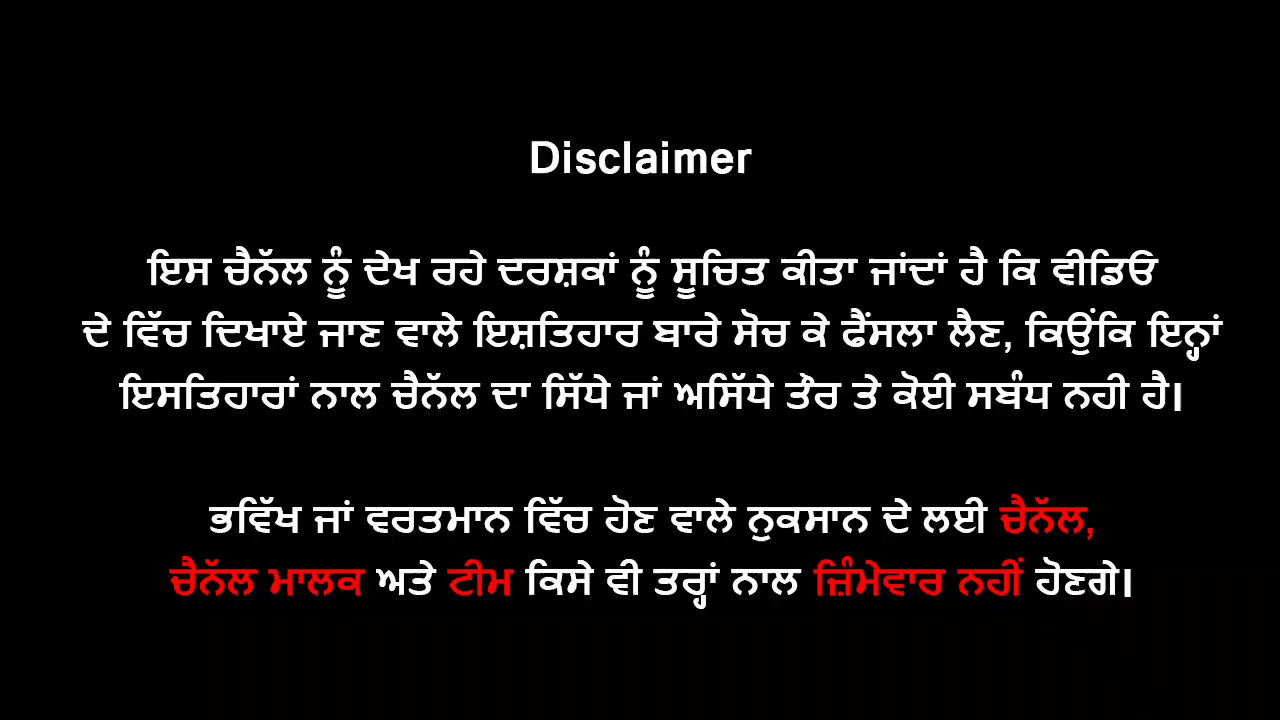 Disclaimer
ਇਸ ਚੈਨੱਲ ਨੂੰ ਦੇਖ ਰਹੇ ਦਰਸ਼ਕਾਂ ਨੂੰ ਸੂਚਿਤ ਕੀਤਾ ਜਾਂਦਾਂ ਹੈ ਕਿ ਵੀਡਿਓ
ਦੇ ਵਿੱਚ ਦਿਖਾਏ ਜਾਣ ਵਾਲੇ ਇਸ਼ਤਿਹਾਰ ਬਾਰੇ ਸੋਚ ਕੇ ਫੈਂਸਲਾ ਲੈਣ, ਕਿਉਂਕਿ ਇਨ੍ਹਾਂ
ਇਸਤਿਹਾਰਾਂ ਨਾਲ ਚੈਨੱਲ ਦਾ ਸਿੱਧੇ ਜਾਂ ਅਸਿੱਧੇ ਤੌਰ ਤੇ ਕੋਈ ਸਬੰਧ ਨਹੀ ਹੈ।
ਭਵਿੱਖ ਜਾਂ ਵਰਤਮਾਨ ਵਿੱਚ ਹੋਣ ਵਾਲੇ ਨੁਕਸਾਨ ਦੇ ਲਈ ਚੈਨੱਲ,
ਚੈਨੱਲ ਮਾਲਕ ਅਤੇ ਟੀਮ ਕਿਸੇ ਵੀ ਤਰ੍ਹਾਂ ਨਾਲ ਜ਼ਿੰਮੇਵਾਰ ਨਹੀਂ ਹੋਣਗੇ।